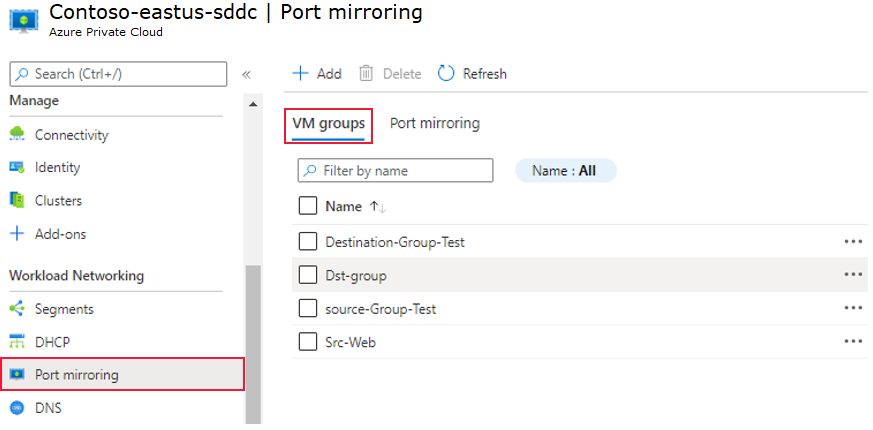 Contoso-eastus-sddc | Port mirroring
Azure Private Cloud
Search (Ctrl+/)
«
Manage
Connectivity
Identity
Clusters
Add-ons
Workload Networking
Segments
DHCP
Port mirroring
DNS
Add Delete Refresh
VM groups Port mirroring
Filter by name Name : All
Name ↑↓
Destination-Group-Test
Dst-group
source-Group-Test
Src-Web